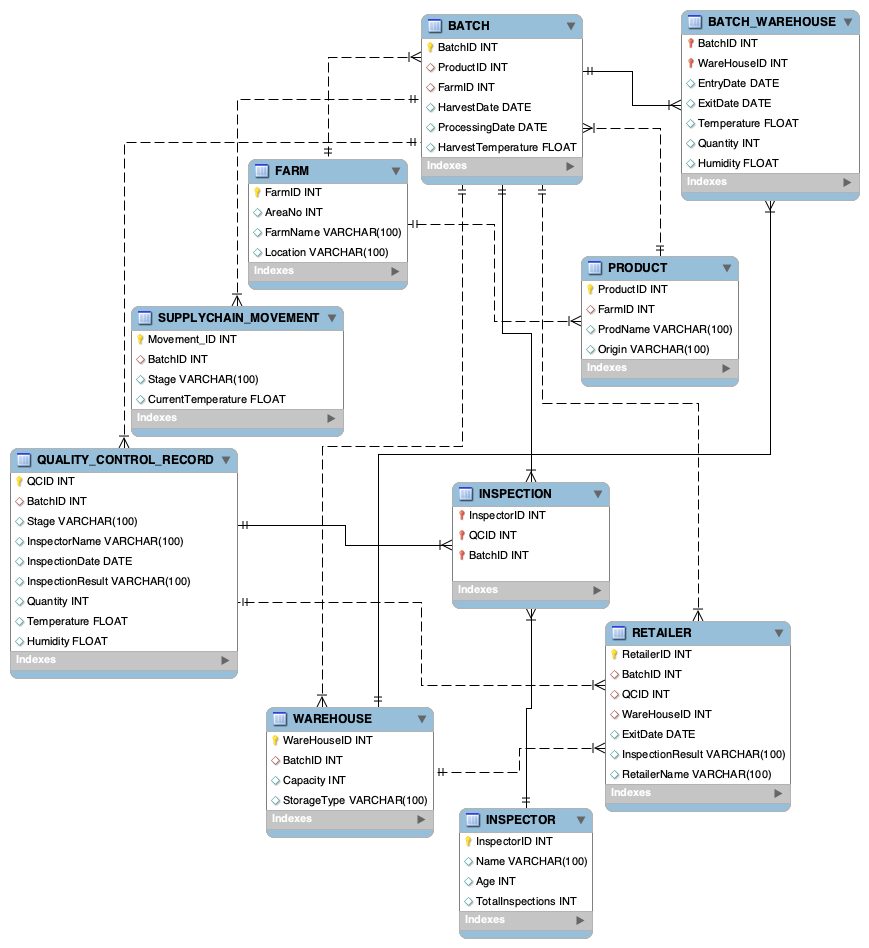 BATCH
BatchID INT
ProductID INT
FarmID INT
HarvestDate DATE
ProcessingDate DATE
HarvestTemperature FLOAT
Indexes
BATCH_WAREHOUSE
BatchID INT
WareHouseID INT
EntryDate DATE
ExitDate DATE
Temperature FLOAT
Quantity INT
Humidity FLOAT
Indexes
FARM
FarmID INT
AreaNo INT
FarmName VARCHAR(100)
Location VARCHAR(100)
Indexes
PRODUCT
ProductID INT
FarmID INT
ProdName VARCHAR(100)
Origin VARCHAR(100)
Indexes
SUPPLYCHAIN_MOVEMENT
Movement_ID INT
BatchID INT
Stage VARCHAR(100)
CurrentTemperature FLOAT
Indexes
QUALITY_CONTROL_RECORD
QCID INT
BatchID INT
Stage VARCHAR(100)
InspectorName VARCHAR(100)
InspectionDate DATE
InspectionResult VARCHAR(100)
Quantity INT
Temperature FLOAT
Humidity FLOAT
Indexes
INSPECTION
InspectorID INT
QCID INT
BatchID INT
Indexes
RETAILER
RetailerID INT
BatchID INT
QCID INT
WareHouseID INT
ExitDate DATE
InspectionResult VARCHAR(100)
RetailerName VARCHAR(100)
Indexes
WAREHOUSE
WareHouseID INT
BatchID INT
Capacity INT
StorageType VARCHAR(100)
Indexes
INSPECTOR
InspectorID INT
Name VARCHAR(100)
Age INT
TotalInspections INT
Indexes